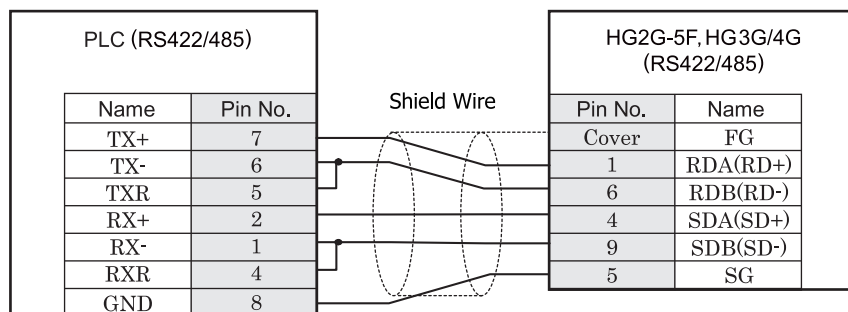 PLC (RS422/485)
HG2G-5F, HG3G/4G
(RS422/485)
Shield Wire
Name Pin No.
TX+ 7
TX- 6
TXR 5
RX+ 2
RX- 1
RXR 4
GND 8
Pin No. Name
Cover FG
1 RDA(RD+)
6 RDB(RD-)
4 SDA(SD+)
9 SDB(SD-)
5 SG